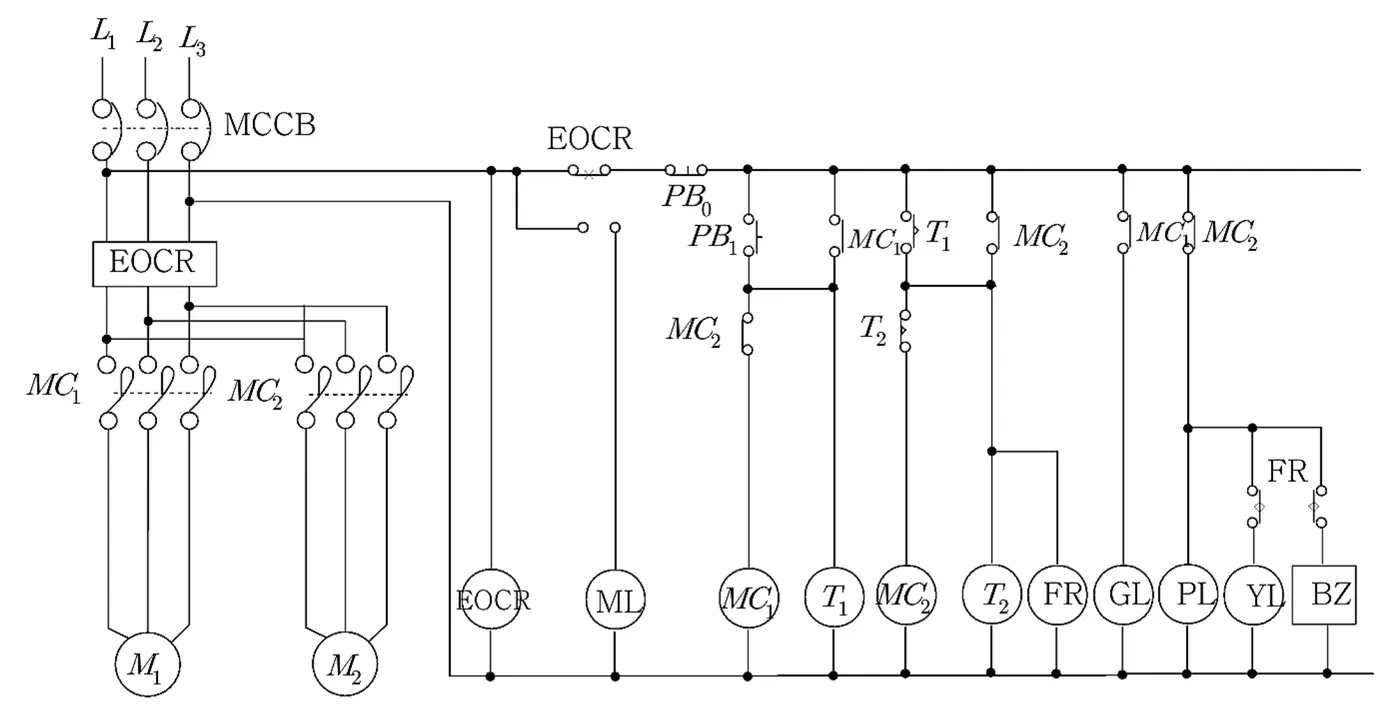 L₁ L₂ L₃
MCCB
EOCR
PB₀
PB₁
MC₁
T₁
MC₂
MC₁
MC₂
EOCR
MC₂
T₂
MC₁
MC₂
FR
EOCR
ML
MC₁
T₁
MC₂
T₂
FR
GL
PL
YL
BZ
M₁
M₂